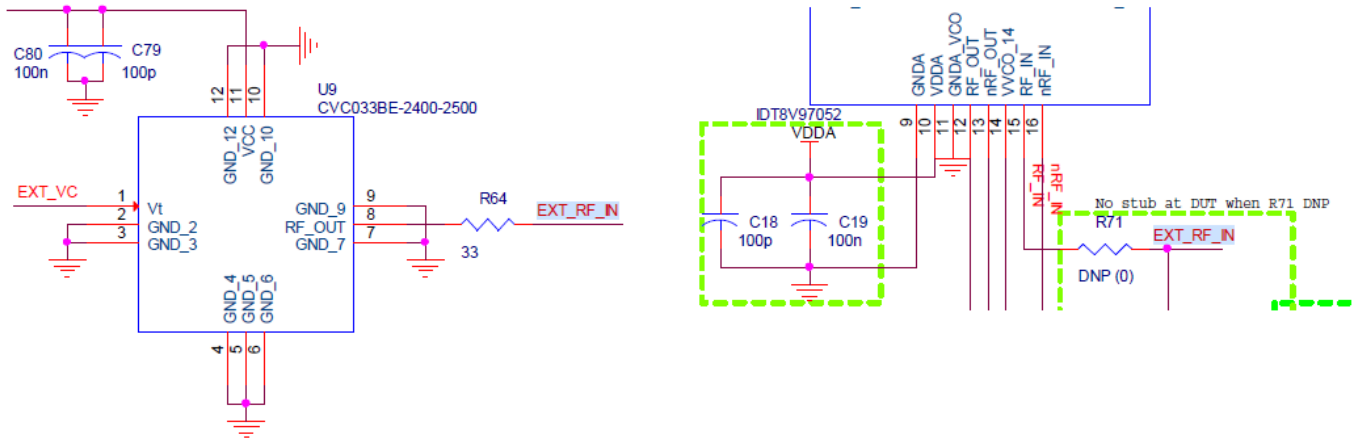 C80
100n
C79
100p
U9
CVC033BE-2400-2500
12
11
10
GND_12
VCC
GND_10
EXT_VC
1
2
3
Vt
GND_2
GND_3
GND_9
RF_OUT
GND_7
9
8
7
R64
33
EXT_RF_IN
GND_4
GND_5
GND_6
4
5
6
GNDA
VDDA
GNDA_VCO
RF_OUT
nRF_OUT
VVCO_14
RF_IN
nRF_IN
IDT8V97052
9
10
11
12
13
14
15
16
VDDA
C18
100p
C19
100n
nRF_IN
RF_IN
No stub at DUT when R71 DNP
R71
EXT_RF_IN
DNP (0)